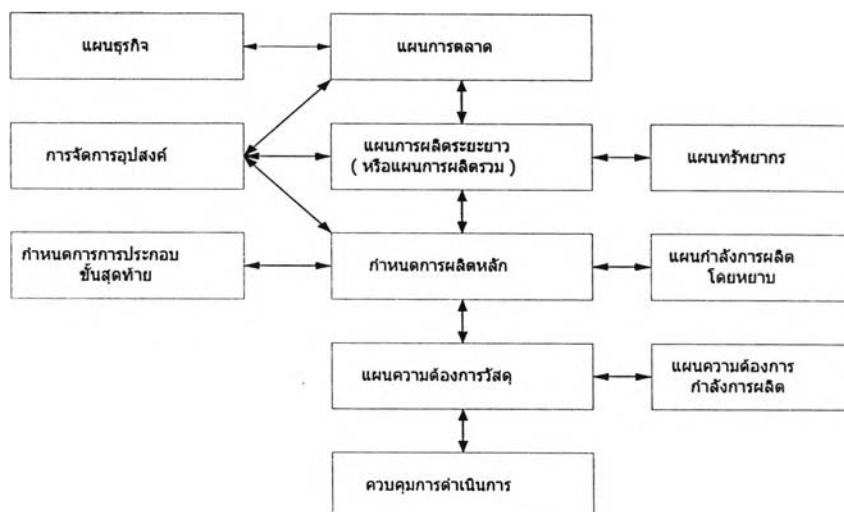 แผนธุรกิจ
แผนการตลาด
การจัดการอุปสงค์
แผนการผลิตระยะยาว
( หรือแผนการผลิตรวม )
แผนทรัพยากร
กำหนดการการประกอบ
ขั้นสุดท้าย
กำหนดการผลิตหลัก
แผนกำลังการผลิต
โดยหยาบ
แผนความต้องการวัสดุ
แผนความต้องการ
กำลังการผลิต
ควบคุมการดำเนินการ